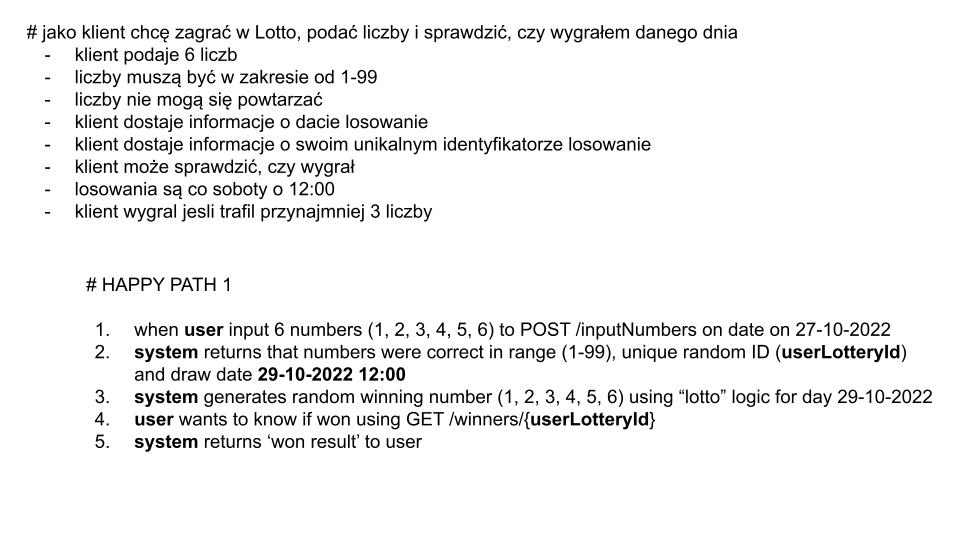 # jako klient chcę zagrać w Lotto, podać liczby i sprawdzić, czy wygrałem danego dnia
- klient podaje 6 liczb
- liczby muszą być w zakresie od 1-99
- liczby nie mogą się powtarzać
- klient dostaje informacje o dacie losowanie
- klient dostaje informacje o swoim unikalnym identyfikatorze losowanie
- klient może sprawdzić, czy wygrał
- losowania są co soboty o 12:00
- klient wygral jesli trafil przynajmniej 3 liczby
# HAPPY PATH 1
1. when user input 6 numbers (1, 2, 3, 4, 5, 6) to POST /inputNumbers on date on 27-10-2022
2. system returns that numbers were correct in range (1-99), unique random ID (userLotteryId)
and draw date 29-10-2022 12:00
3. system generates random winning number (1, 2, 3, 4, 5, 6) using “lotto” logic for day 29-10-2022
4. user wants to know if won using GET /winners/{userLotteryId}
5. system returns ‘won result’ to user